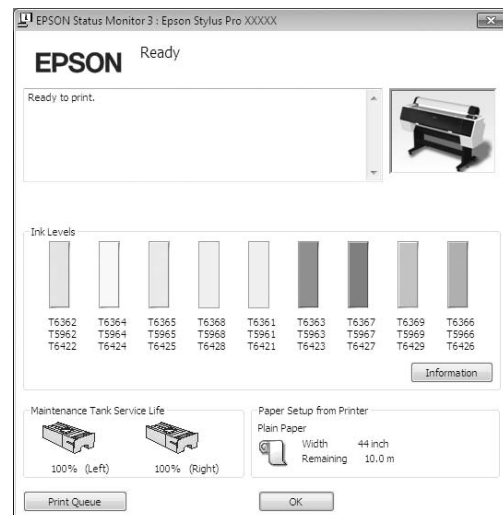 EPSON Status Monitor 3 : Epson Stylus Pro XXXXX
EPSON
Ready
Ready to print.
Ink Levels
T6362 T6364 T6365 T6368 T6361 T6363 T6367 T6369 T6366
T5962 T5964 T5965 T5968 T5961 T5963 T5967 T5969 T5966
T6422 T6424 T6425 T6428 T6421 T6423 T6427 T6429 T6426
Information
Maintenance Tank Service Life
100% (Left) 100% (Right)
Paper Setup from Printer
Plain Paper
Width 44 inch
Remaining 10.0 m
Print Queue
OK